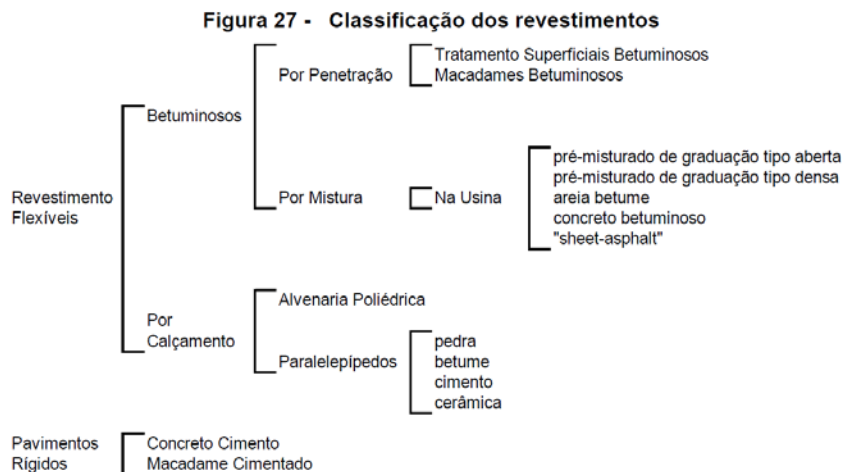 Figura 27 - Classificação dos revestimentos
Tratamento Superficiais Betuminosos
Por Penetração
Macadames Betuminosos
Betuminosos
pré-misturado de graduação tipo aberta
pré-misturado de graduação tipo densa
Revestimento
Flexíveis
Por Mistura
Na Usina
areia betume
concreto betuminoso
"sheet-asphalt"
Alvenaria Poliédrica
Por
Calçamento
Paralelepípedos
pedra
betume
cimento
cerâmica
Pavimentos
Rígidos
Concreto Cimento
Macadame Cimentado